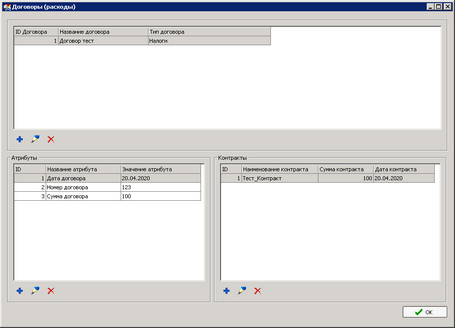 Договоры (расходы)
ID Договора Название договора Тип договора
1 Договор тест Налоги
Атрибуты
ID Название атрибута Значение атрибута
1 Дата договора 20.04.2020
2 Номер договора 123
3 Сумма договора 100
Контракты
ID Наименование контракта Сумма контракта Дата контракта
1 Тест_Контракт 100 20.04.2020
ОК